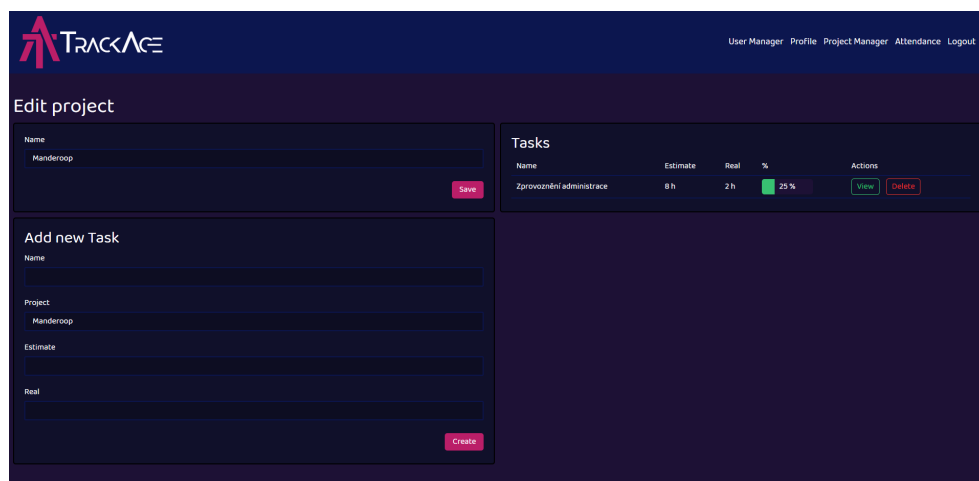 TrackAge
User Manager Profile Project Manager Attendance Logout
Edit project
Name
Manderoop
Save
Tasks
Name Estimate Real % Actions
Zprovoznění administrace 8 h 2 h 25 % View Delete
Add new Task
Name
Project
Manderoop
Estimate
Real
Create